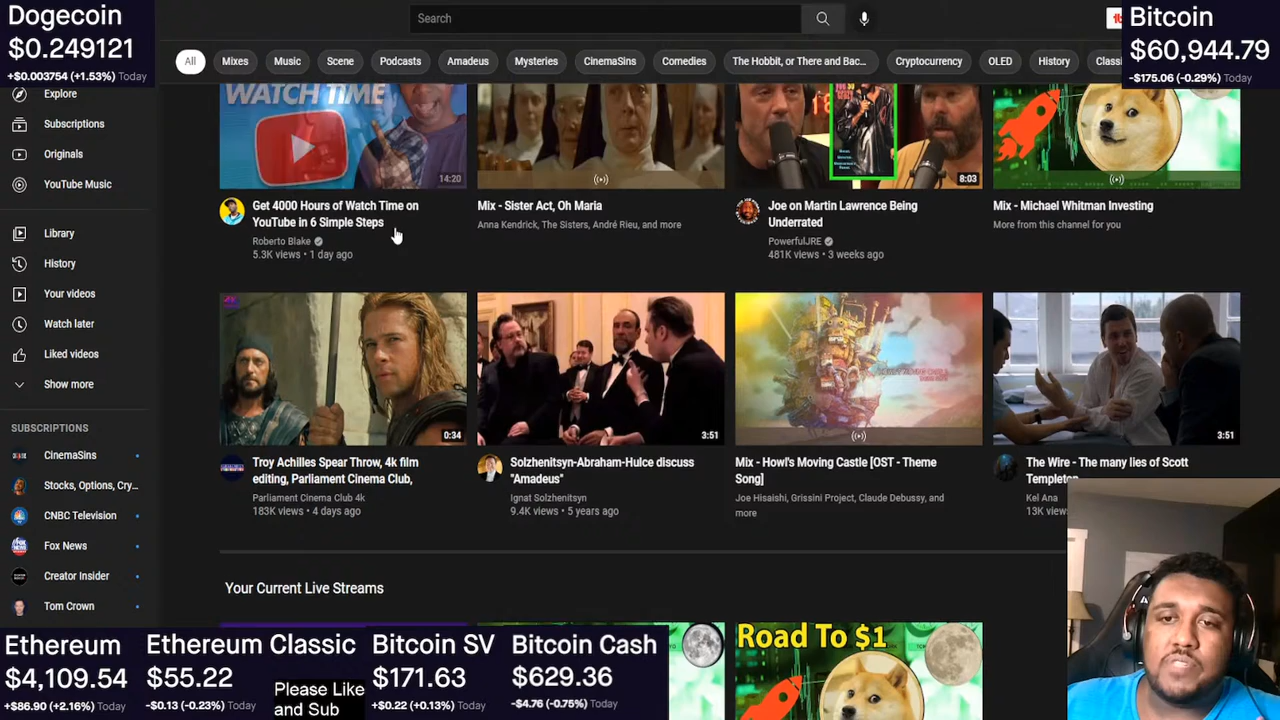 Dogecoin
$0.249121
+$0.003754 (+1.53%) Today
Search
Bitcoin
$60,944.79
-$175.06 (-0.29%) Today
All
Mixes
Music
Scene
Podcasts
Amadeus
Mysteries
CinemaSins
Comedies
The Hobbit, or There and Bac...
Cryptocurrency
OLED
History
Explore
Subscriptions
Originals
YouTube Music
Library
History
Your videos
Watch later
Liked videos
Show more
SUBSCRIPTIONS
CinemaSins
Stocks, Options, Cry...
CNBC Television
Fox News
Creator Insider
Tom Crown
WATCH TIME
14:20
Get 4000 Hours of Watch Time on
YouTube in 6 Simple Steps
Roberto Blake
5.3K views • 1 day ago
Mix - Sister Act, Oh Maria
Anna Kendrick, The Sisters, André Rieu, and more
8:03
Joe on Martin Lawrence Being
Underrated
PowerfulJRE
481K views • 3 weeks ago
Mix - Michael Whitman Investing
More from this channel for you
0:34
Troy Achilles Spear Throw, 4k film
editing, Parliament Cinema Club,
Parliament Cinema Club 4k
183K views • 4 days ago
3:51
Solzhenitsyn-Abraham-Hulce discuss
"Amadeus"
Ignat Solzhenitsyn
9.4K views • 5 years ago
Mix - Howl's Moving Castle [OST - Theme
Song]
Joe Hisaishi, Grissini Project, Claude Debussy, and
more
3:51
The Wire - The many lies of Scott
Templeton
Kel Ana
13K views
Your Current Live Streams
Road To $1
Ethereum
$4,109.54
+$86.90 (+2.16%) Today
Ethereum Classic
$55.22
-$0.13 (-0.23%) Today
Please Like
and Sub
Bitcoin SV
$171.63
+$0.22 (+0.13%) Today
Bitcoin Cash
$629.36
-$4.76 (-0.75%) Today